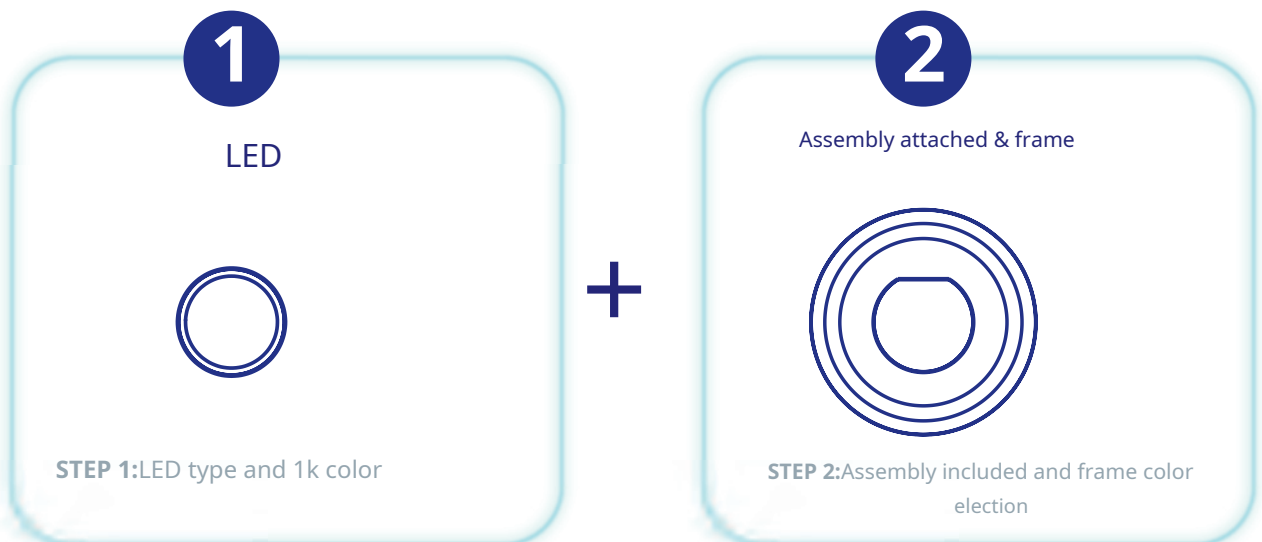 1
LED
STEP 1:LED type and 1k color
+
2
Assembly attached & frame
STEP 2:Assembly included and frame color
election